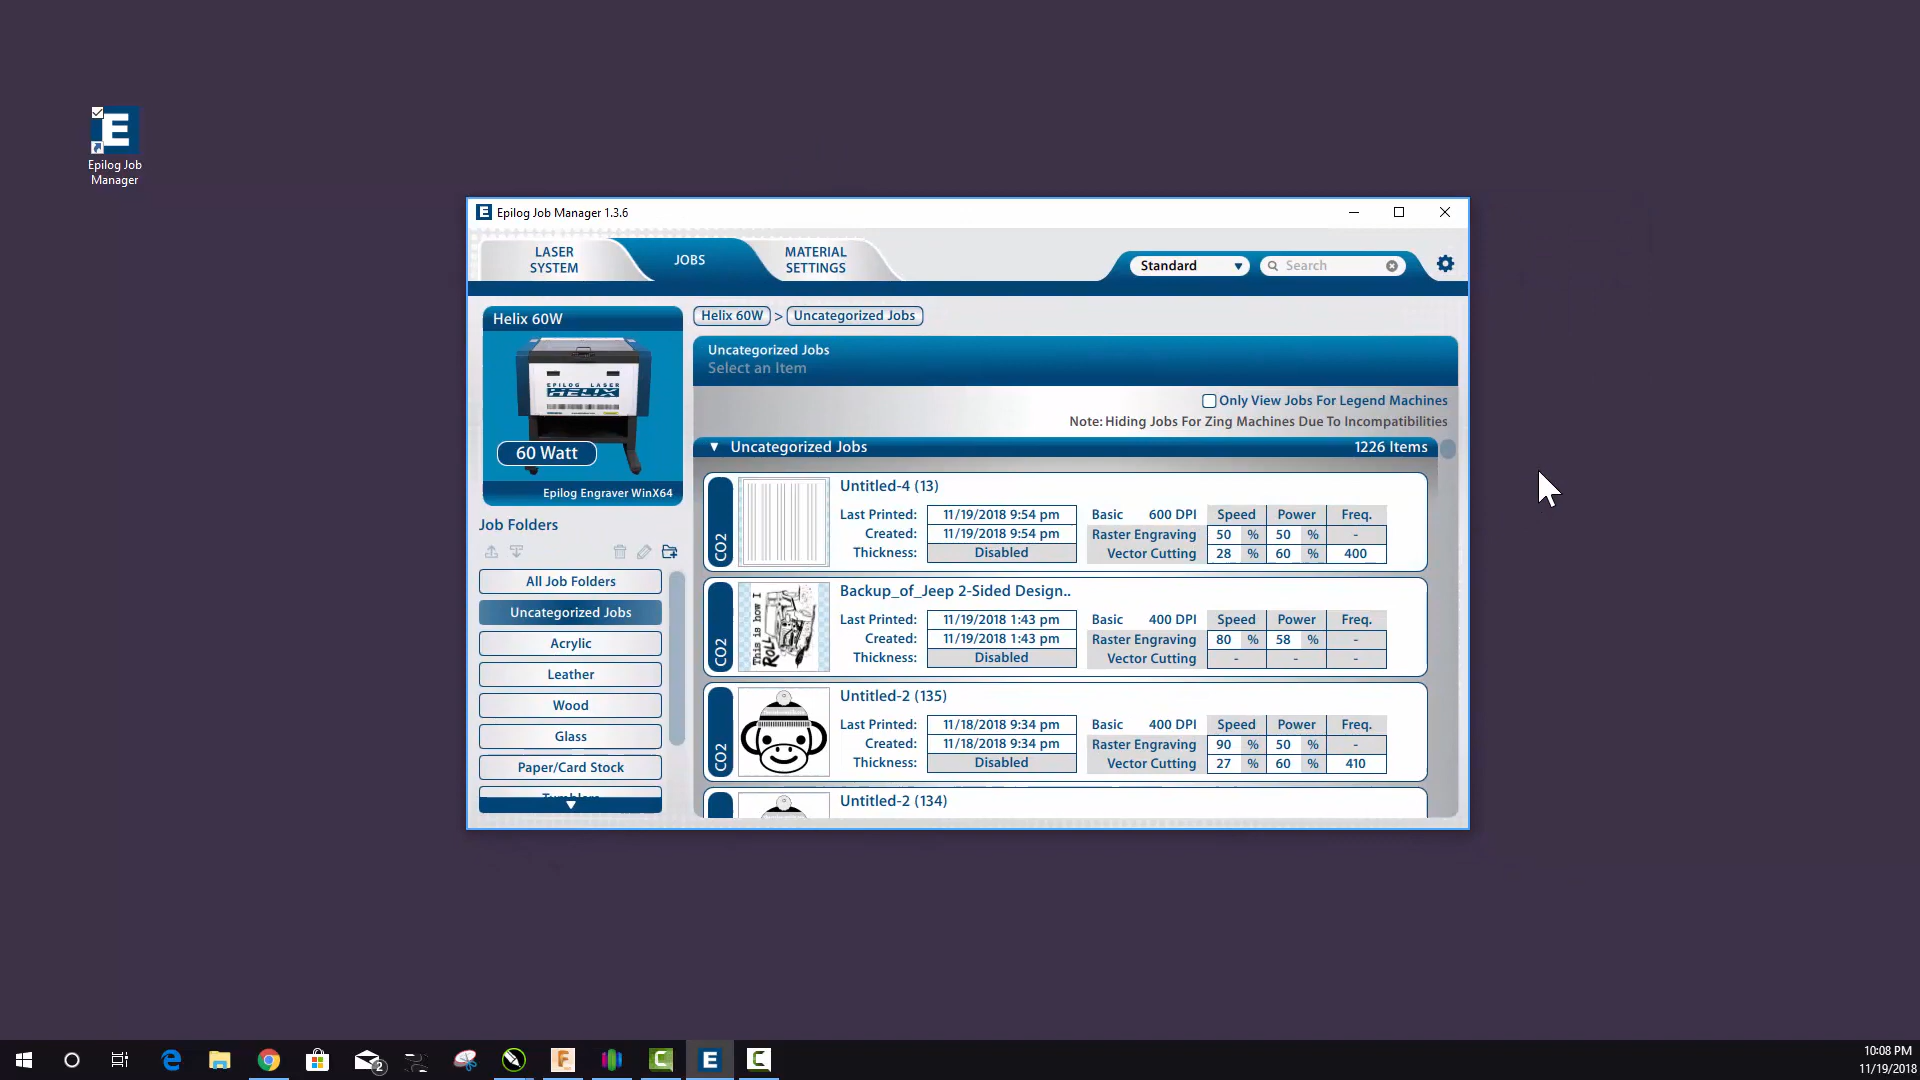 Epilog Job
Manager
Epilog Job Manager 1.3.6
LASER
SYSTEM
JOBS
MATERIAL
SETTINGS
Standard
Search
Helix 60W
EPILOG LASER
HELIX
60 Watt
Epilog Engraver WinX64
Job Folders
All Job Folders
Uncategorized Jobs
Acrylic
Leather
Wood
Glass
Paper/Card Stock
Helix 60W > Uncategorized Jobs
Uncategorized Jobs
Select an Item
Only View Jobs For Legend Machines
Note: Hiding Jobs For Zing Machines Due To Incompatibilities
Uncategorized Jobs 1226 Items
CO2
Untitled-4 (13)
Last Printed: 11/19/2018 9:54 pm
Created: 11/19/2018 9:54 pm
Thickness: Disabled
Basic 600 DPI Speed Power Freq.
Raster Engraving 50 % 50 % -
Vector Cutting 28 % 60 % 400
CO2
This is how I
ROLL
Backup_of_Jeep 2-Sided Design..
Last Printed: 11/19/2018 1:43 pm
Created: 11/19/2018 1:43 pm
Thickness: Disabled
Basic 400 DPI Speed Power Freq.
Raster Engraving 80 % 58 % -
Vector Cutting - - -
CO2
Untitled-2 (135)
Last Printed: 11/18/2018 9:34 pm
Created: 11/18/2018 9:34 pm
Thickness: Disabled
Basic 400 DPI Speed Power Freq.
Raster Engraving 90 % 50 % -
Vector Cutting 27 % 60 % 410
Untitled-2 (134)
2
10:08 PM
11/19/2018